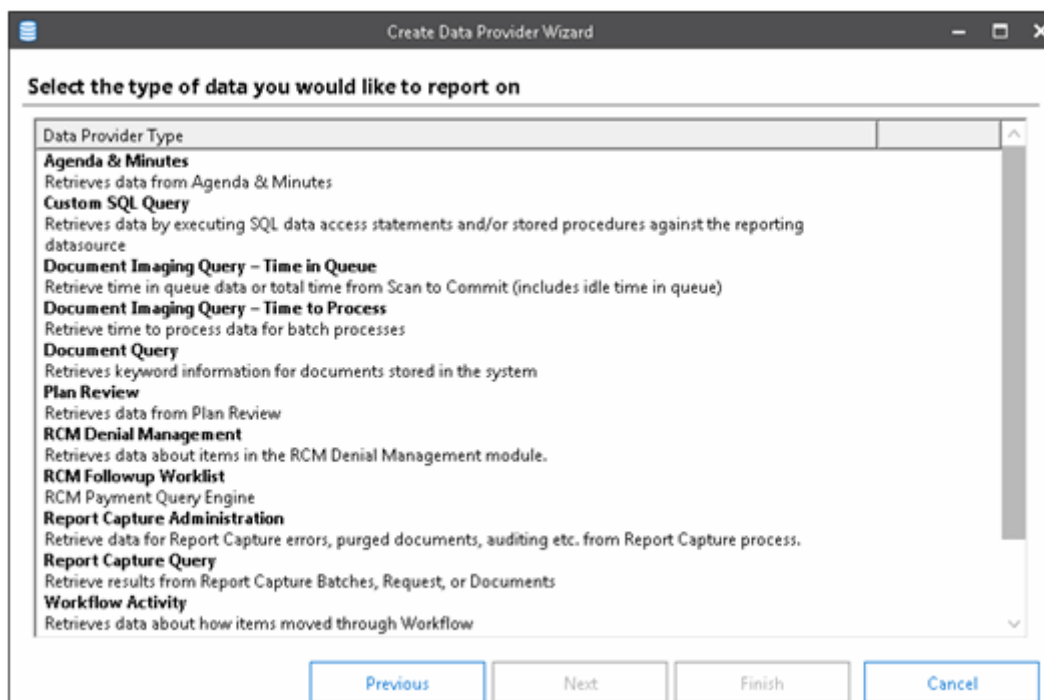 Create Data Provider Wizard
Select the type of data you would like to report on
Data Provider Type
Agenda & Minutes
Retrieves data from Agenda & Minutes
Custom SQL Query
Retrieves data by executing SQL data access statements and/or stored procedures against the reporting
datasource
Document Imaging Query – Time in Queue
Retrieve time in queue data or total time from Scan to Commit (includes idle time in queue)
Document Imaging Query – Time to Process
Retrieve time to process data for batch processes
Document Query
Retrieves keyword information for documents stored in the system
Plan Review
Retrieves data from Plan Review
RCM Denial Management
Retrieves data about items in the RCM Denial Management module.
RCM Followup Worklist
RCM Payment Query Engine
Report Capture Administration
Retrieve data for Report Capture errors, purged documents, auditing etc. from Report Capture process.
Report Capture Query
Retrieve results from Report Capture Batches, Request, or Documents
Workflow Activity
Retrieves data about how items moved through Workflow
Previous Next Finish Cancel